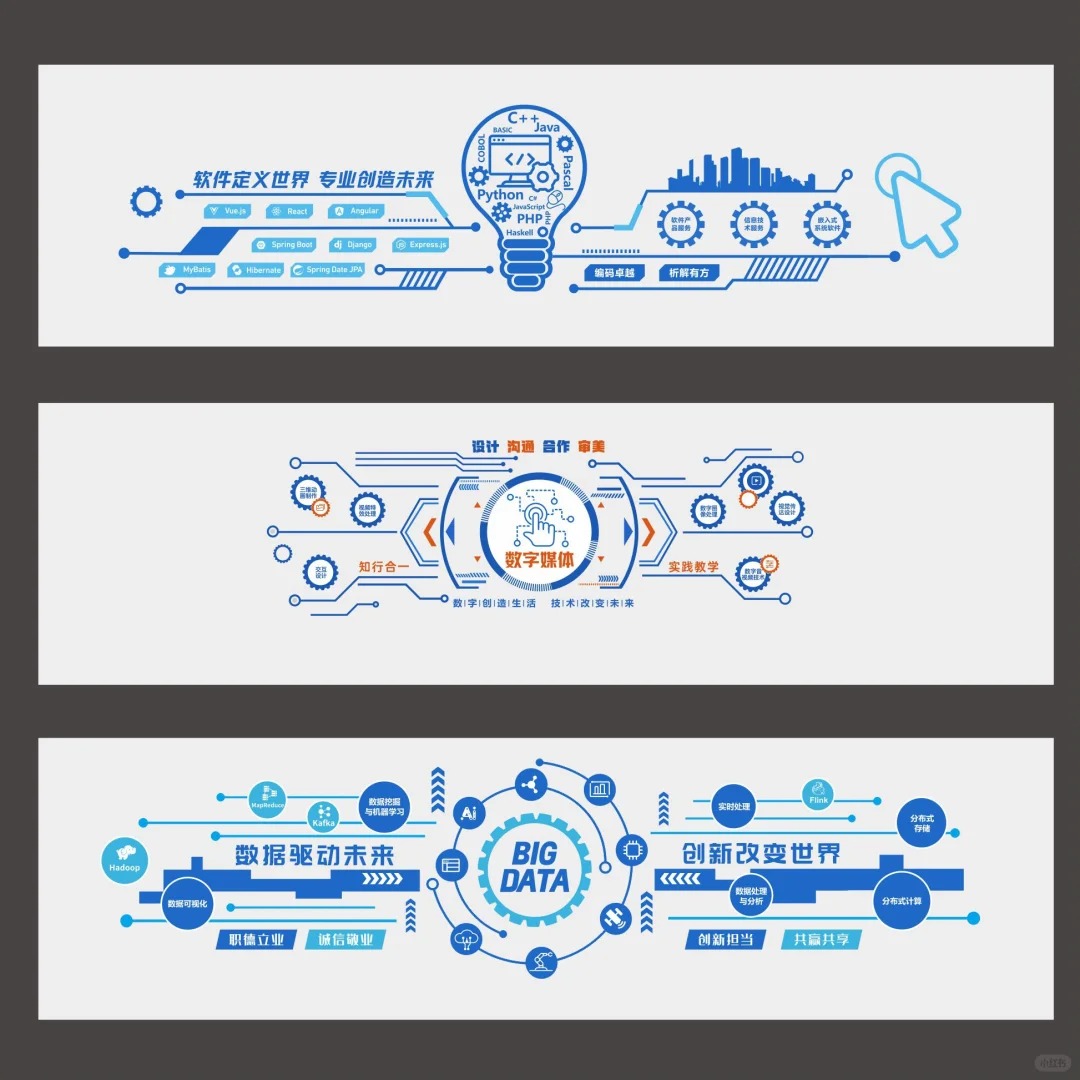 软件定义世界 专业创造未来
Vue.js
React
Angular
Spring Boot
dj Django
Express.js
MyBatis
Hibernate
Spring Date JPA
C++
BASIC
Java
COBOL
Pascal
Python
C#
JavaScript
PHP
PHP
Haskell
软件产
品服务
信息技
术服务
嵌入式
系统软件
编码卓越
析解有方
设计 沟通 合作 审美
三维动
画制作
视频特
效处理
交互
设计
知行合一
数字媒体
数字图
像处理
视觉传
达设计
数字音
视频技术
实践教学
数|字|创|造|生|活 技|术|改|变|未|来
MapReduce
Kafka
数据挖掘
与机器学习
Hadoop
数据驱动未来
数据可视化
职德立业
诚信敬业
Ai
BIG
DATA
实时处理
Flink
分布式
存储
创新改变世界
数据处理
与分析
分布式计算
创新担当
共赢共享
小红书